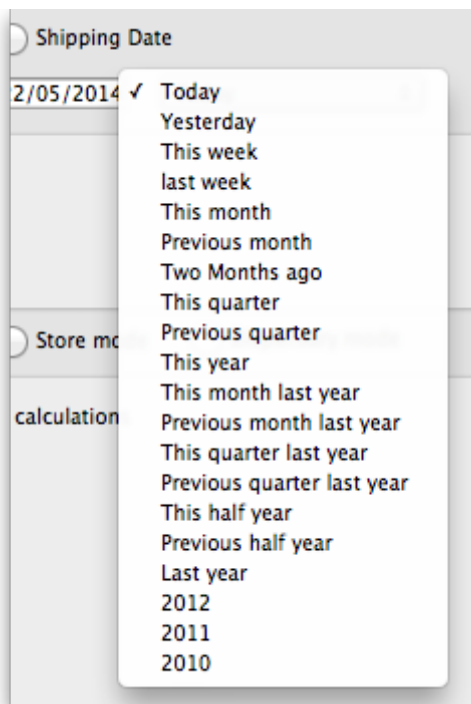 Shipping Date
2/05/2014 ✓ Today
Yesterday
This week
last week
This month
Previous month
Two Months ago
This quarter
Previous quarter
Store mo
This year
This month last year
calculation
Previous month last year
This quarter last year
Previous quarter last year
This half year
Previous half year
Last year
2012
2011
2010